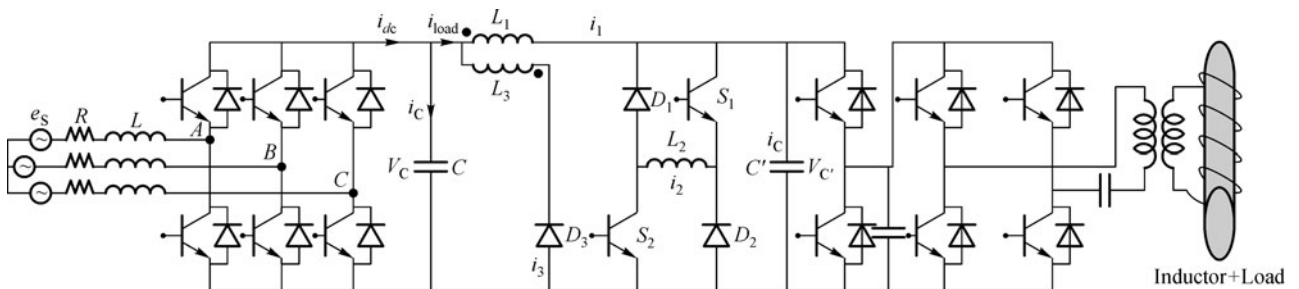 i_dc
i_load
L_1
i_1
L_3
D_1
S_1
e_S
R
L
A
i_C
L_2
i_C
B
V_C
C
C′
V_C′
C
i_2
D_3
S_2
D_2
i_3
Inductor+Load